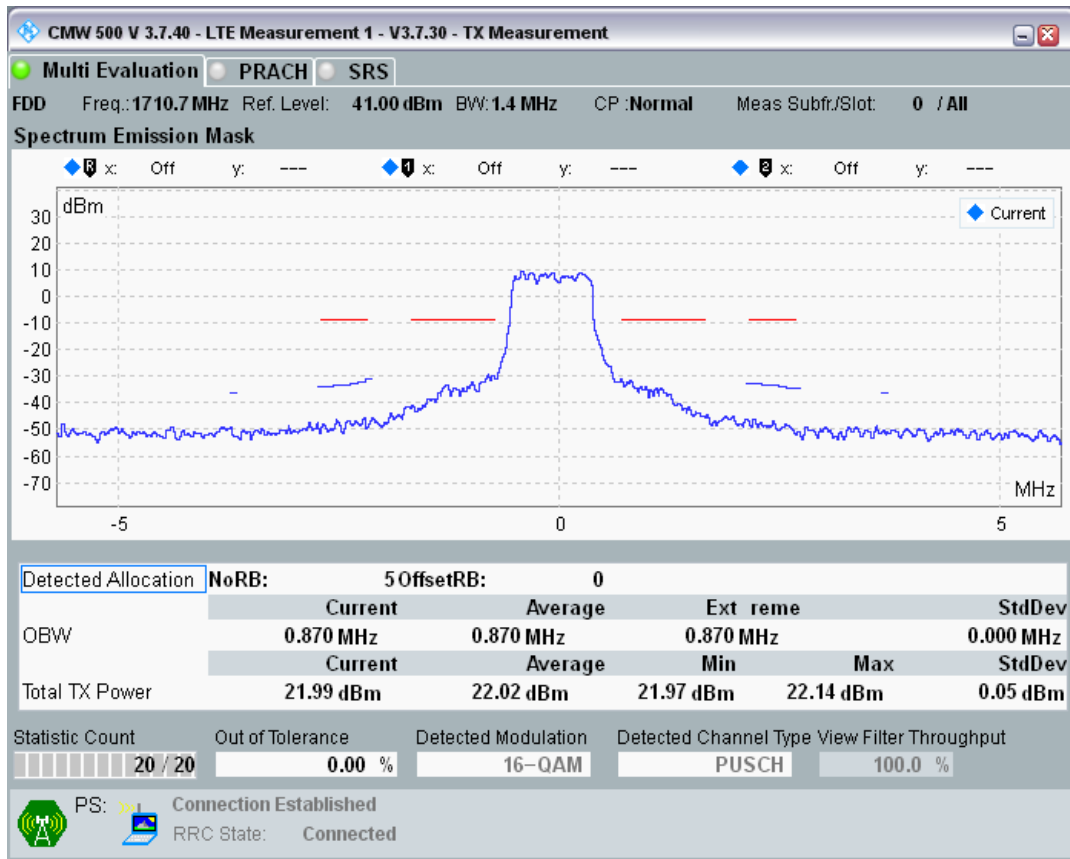 CMW 500 V 3.7.40 - LTE Measurement 1 - V3.7.30 - TX Measurement
Multi Evaluation PRACH SRS
FDD Freq.: 1710.7 MHz Ref. Level: 41.00 dBm BW: 1.4 MHz CP : Normal Meas Subfr./Slot: 0 / All
Spectrum Emission Mask
R x: Off y: --- 1 x: Off y: --- 2 x: Off y: ---
dBm
Current
30
20
10
0
-10
-20
-30
-40
-50
-60
-70
MHz
-5 0 5
Detected Allocation NoRB: 5 OffsetRB: 0
Current Average Ext reme StdDev
OBW 0.870 MHz 0.870 MHz 0.870 MHz 0.000 MHz
Current Average Min Max StdDev
Total TX Power 21.99 dBm 22.02 dBm 21.97 dBm 22.14 dBm 0.05 dBm
Statistic Count Out of Tolerance Detected Modulation Detected Channel Type View Filter Throughput
20 / 20 0.00 % 16-QAM PUSCH 100.0 %
PS: Connection Established
RRC State: Connected